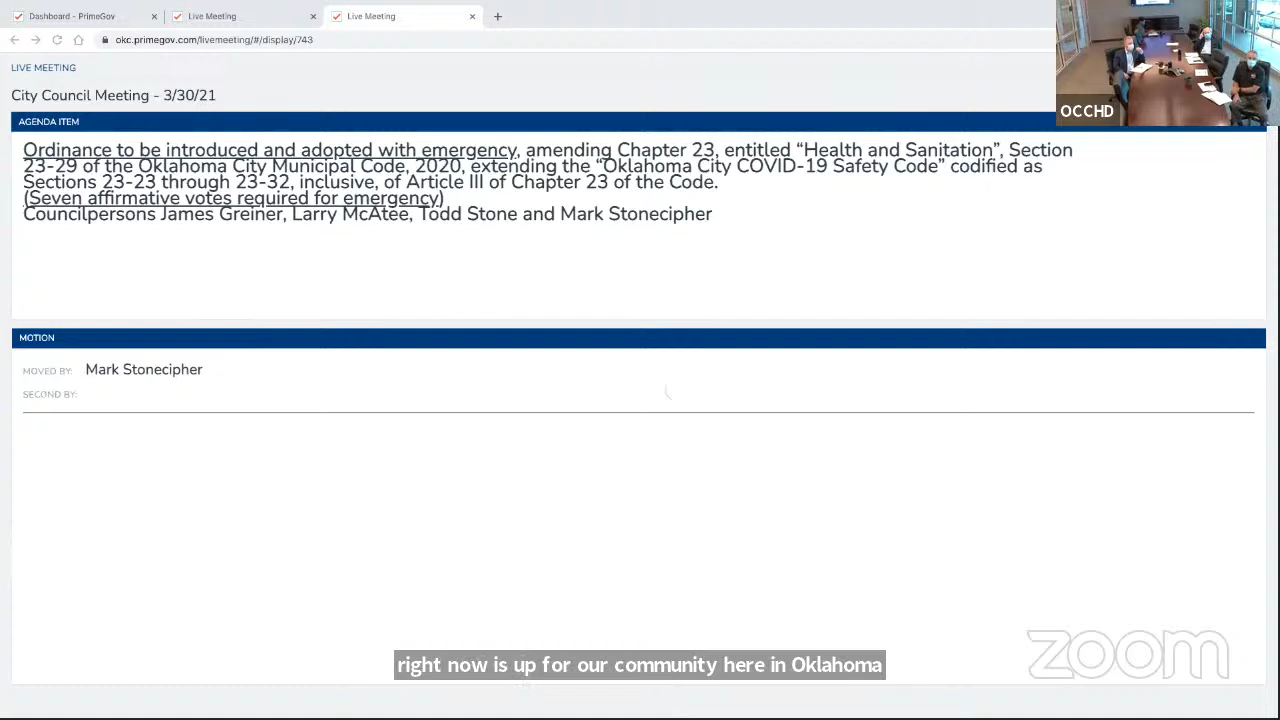 Dashboard - PrimeGov
Live Meeting
Live Meeting
okc.primegov.com/livemeeting/#/display/743
LIVE MEETING
City Council Meeting - 3/30/21
OCCHD
AGENDA ITEM
Ordinance to be introduced and adopted with emergency, amending Chapter 23, entitled “Health and Sanitation”, Section
23-29 of the Oklahoma City Municipal Code, 2020, extending the “Oklahoma City COVID-19 Safety Code” codified as
Sections 23-23 through 23-32, inclusive, of Article III of Chapter 23 of the Code.
(Seven affirmative votes required for emergency)
Councilpersons James Greiner, Larry McAtee, Todd Stone and Mark Stonecipher
MOTION
MOVED BY: Mark Stonecipher
SECOND BY:
right now is up for our community here in Oklahoma
zoom